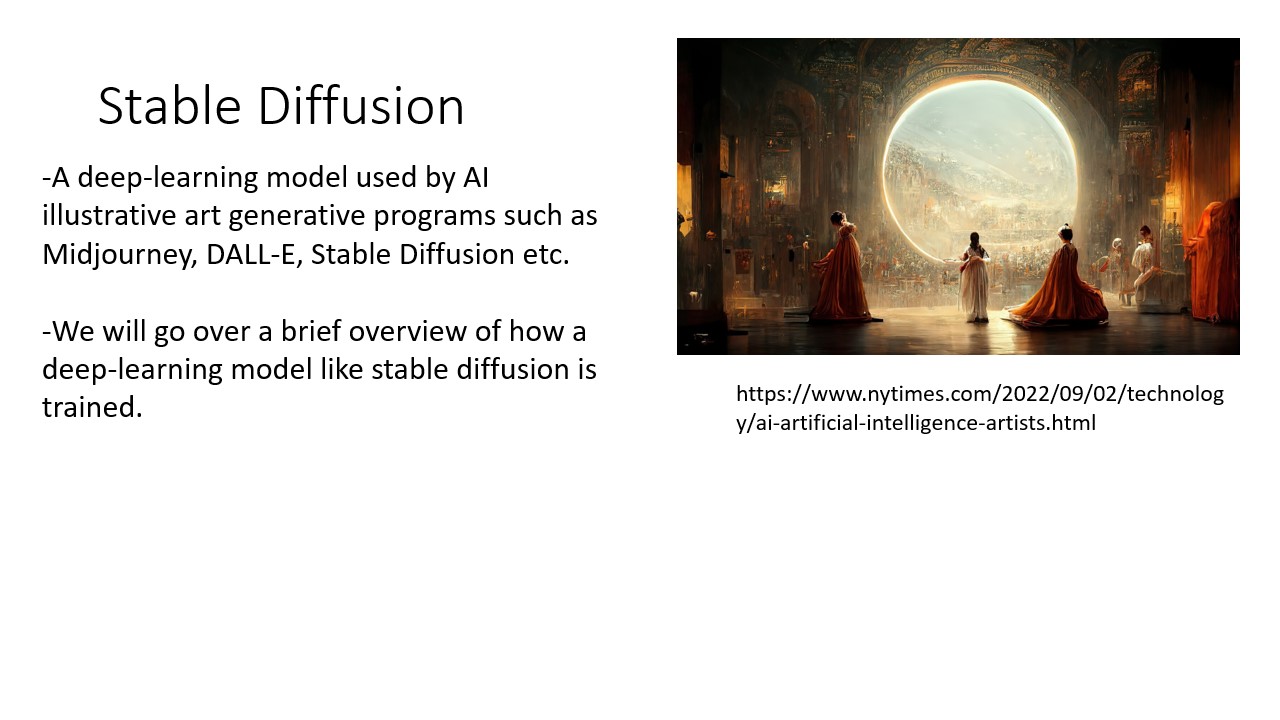 Stable Diffusion
-A deep-learning model used by AI
illustrative art generative programs such as
Midjourney, DALL-E, Stable Diffusion etc.
-We will go over a brief overview of how a
deep-learning model like stable diffusion is
trained.
https://www.nytimes.com/2022/09/02/technolog
y/ai-artificial-intelligence-artists.html